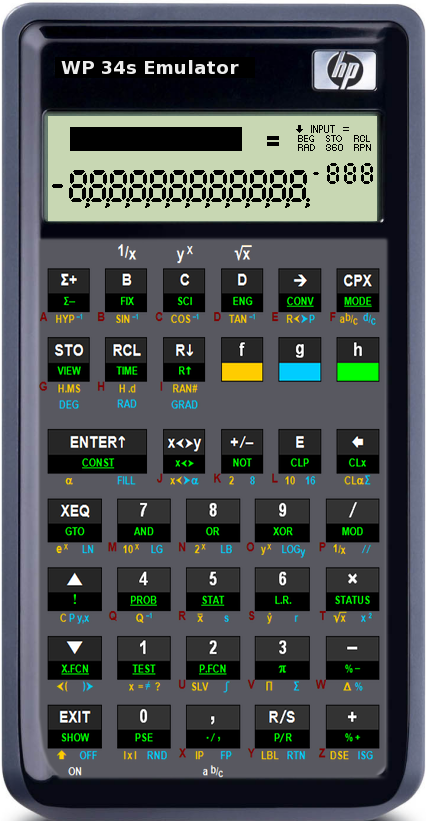 WP 34s Emulator hp
INPUT =
= BEG STO RCL
RAD 360 RPN
-8,8,8,8,8,8,8,8,8,8,8,8, -888
1/x y^x √x
Σ+ B C D → CPX
Σ− FIX SCI ENG CONV MODE
A HYP⁻¹ B SIN⁻¹ C COS⁻¹ D TAN⁻¹ E R<>P F ab/c d/c
STO RCL R↓ f g h
VIEW TIME R↑
G H.MS H H.d I RAN#
DEG RAD GRAD
ENTER↑ x<>y +/− E ←
CONST x<> NOT CLP CLx
α FILL J x<>α K 2 8 L 10 16 CLαΣ
XEQ 7 8 9 /
GTO AND OR XOR MOD
e^x LN M 10^x LG N 2^x LB O y^x LOGy P 1/x //
▲ 4 5 6 ×
! PROB STAT L.R. STATUS
C P y,x Q Q⁻¹ R x̄ s S ŷ r T √x x²
▼ 1 2 3 −
X.FCN TEST P.FCN π %−
<( )> x = ≠ ? U SLV ∫ V Π Σ W Δ %
EXIT 0 , R/S +
SHOW PSE ./, P/R %+
↑ OFF |x| RND X IP FP Y LBL RTN Z DSE ISG
ON a b/c